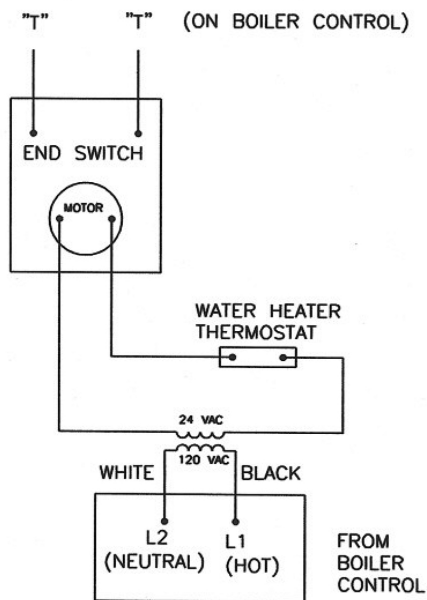 "T" "T" (ON BOILER CONTROL)
END SWITCH
MOTOR
WATER HEATER
THERMOSTAT
24 VAC
120 VAC
WHITE BLACK
L2 L1
(NEUTRAL) (HOT)
FROM
BOILER
CONTROL